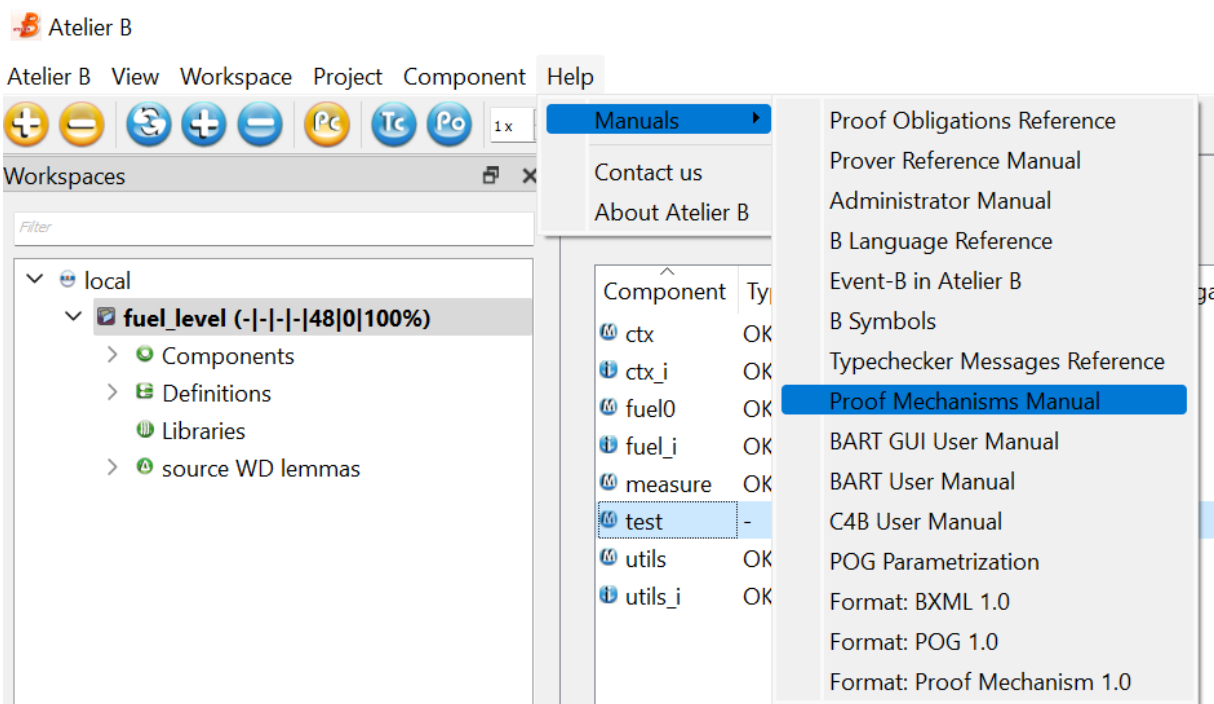 Atelier B
Atelier B View Workspace Project Component Help
Pc Tc Po 1x
Workspaces
Filter
local
fuel_level (-|-|-|-|48|0|100%)
Components
Definitions
Libraries
source WD lemmas
Manuals
Contact us
About Atelier B
Component
ctx OK
ctx_i OK
fuel0 OK
fuel_i OK
measure OK
test -
utils OK
utils_i OK
Proof Obligations Reference
Prover Reference Manual
Administrator Manual
B Language Reference
Event-B in Atelier B
B Symbols
Typechecker Messages Reference
Proof Mechanisms Manual
BART GUI User Manual
BART User Manual
C4B User Manual
POG Parametrization
Format: BXML 1.0
Format: POG 1.0
Format: Proof Mechanism 1.0